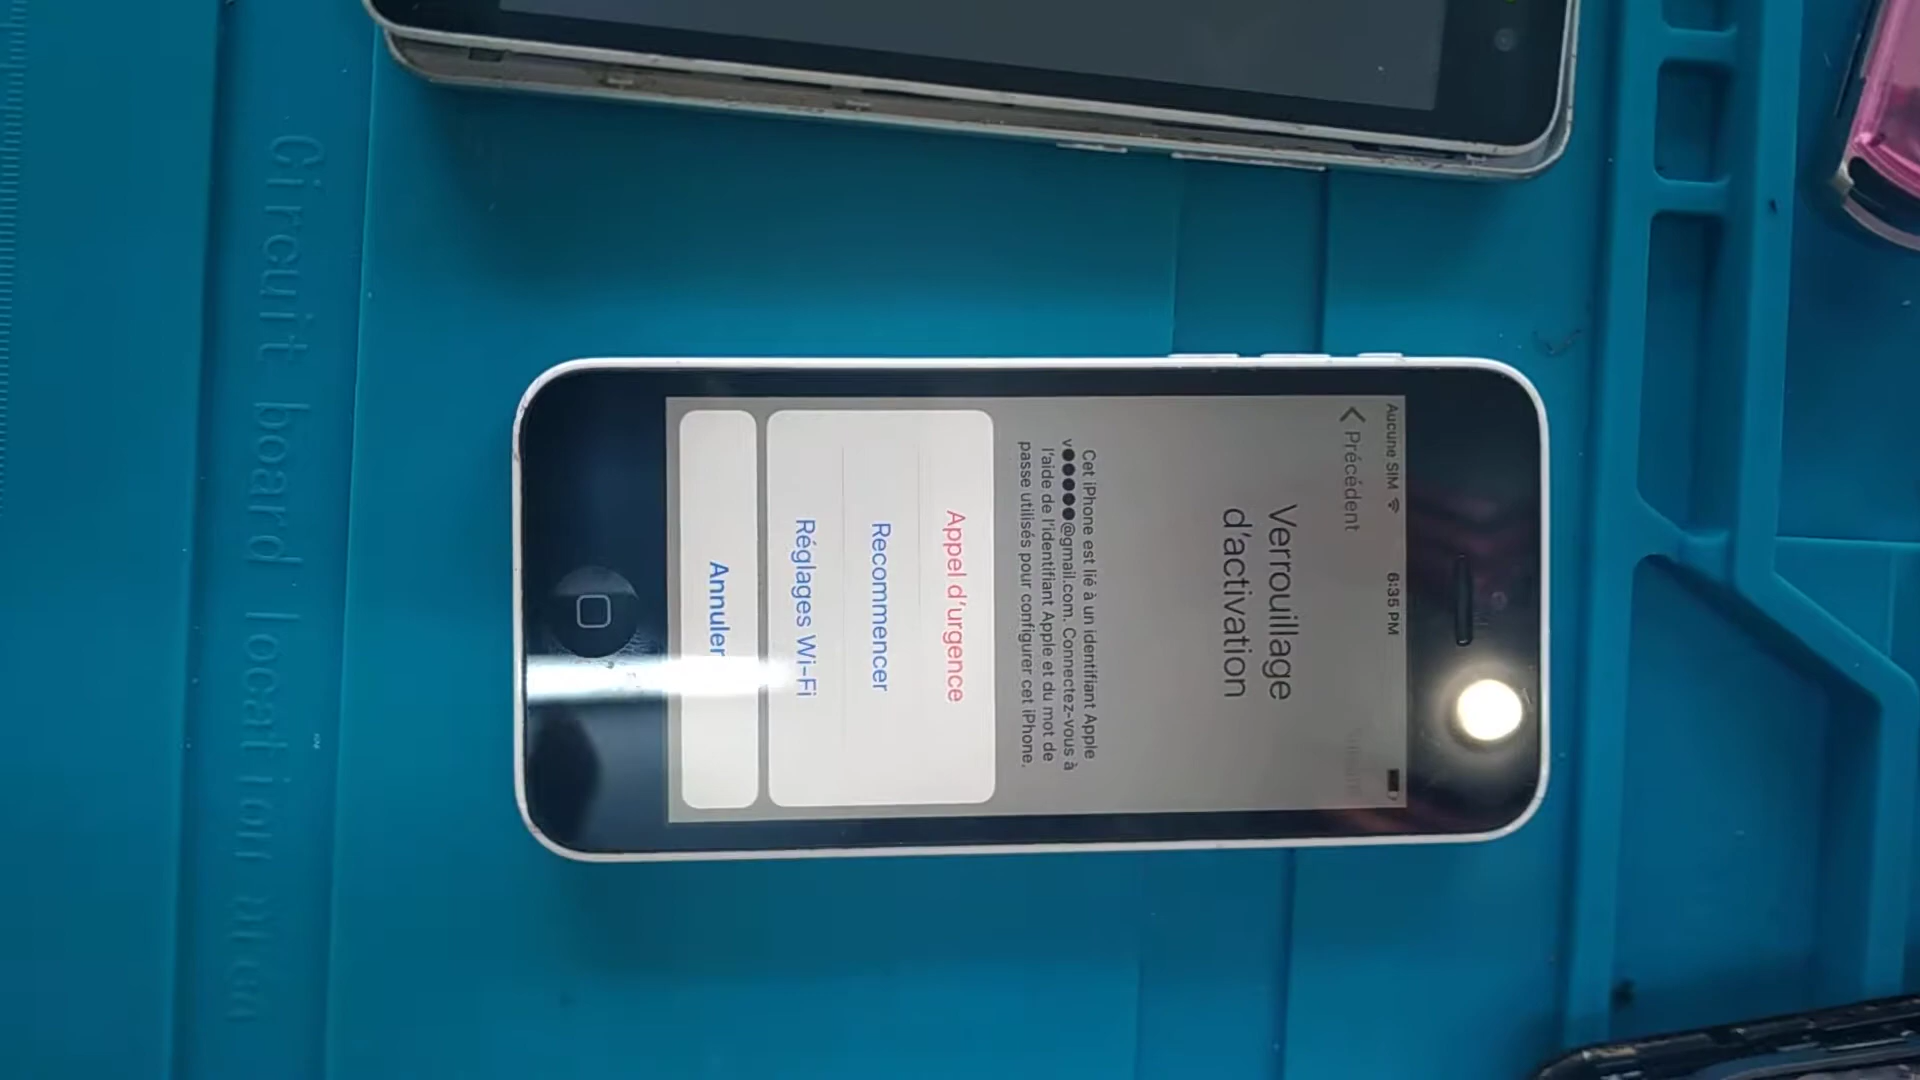 Aucune SIM 6:35 PM
Précédent
Verrouillage
d'activation
Cet iPhone est lié à un identifiant Apple
v●●●●●@gmail.com. Connectez-vous à
l'aide de l'identifiant Apple et du mot de
passe utilisés pour configurer cet iPhone.
Appel d'urgence
Recommencer
Réglages Wi-Fi
Annuler
Circuit board location